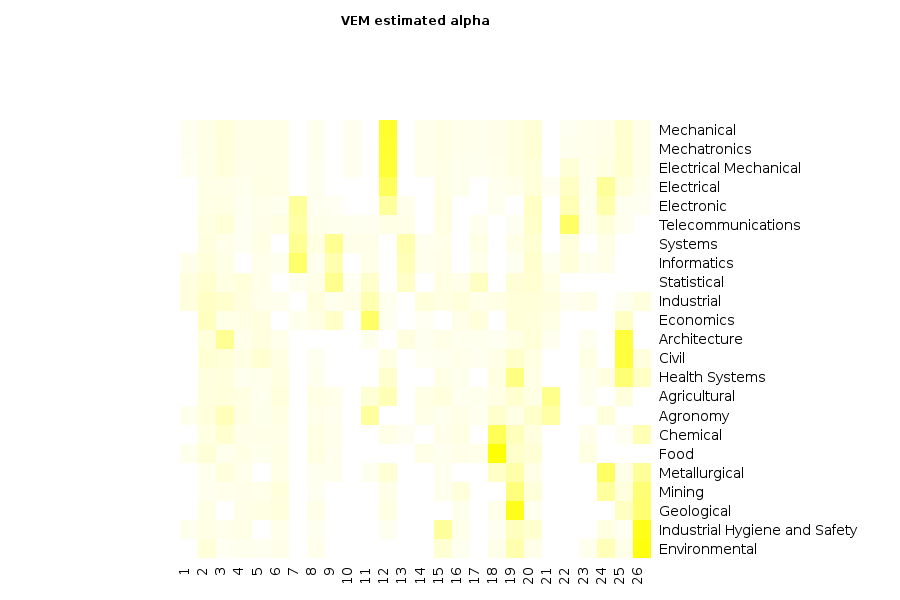 VEM estimated alpha
Mechanical
Mechatronics
Electrical Mechanical
Electrical
Electronic
Telecommunications
Systems
Informatics
Statistical
Industrial
Economics
Architecture
Civil
Health Systems
Agricultural
Agronomy
Chemical
Food
Metallurgical
Mining
Geological
Industrial Hygiene and Safety
Environmental
1 2 3 4 5 6 7 8 9 10 11 12 13 14 15 16 17 18 19 20 21 22 23 24 25 26